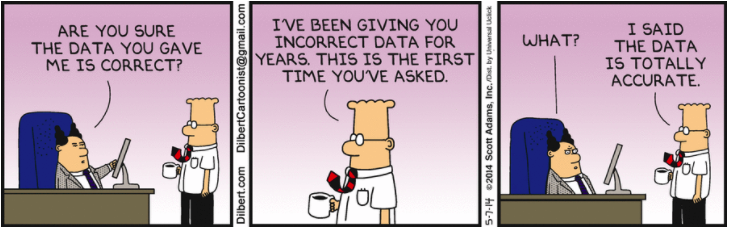 ARE YOU SURE
THE DATA YOU GAVE
ME IS CORRECT?
Dilbert.com DilbertCartoonist@gmail.com
I'VE BEEN GIVING YOU
INCORRECT DATA FOR
YEARS. THIS IS THE FIRST
TIME YOU'VE ASKED.
5-7-14 ©2014 Scott Adams, Inc. /Dist. by Universal Uclick
WHAT?
I SAID
THE DATA
IS TOTALLY
ACCURATE.